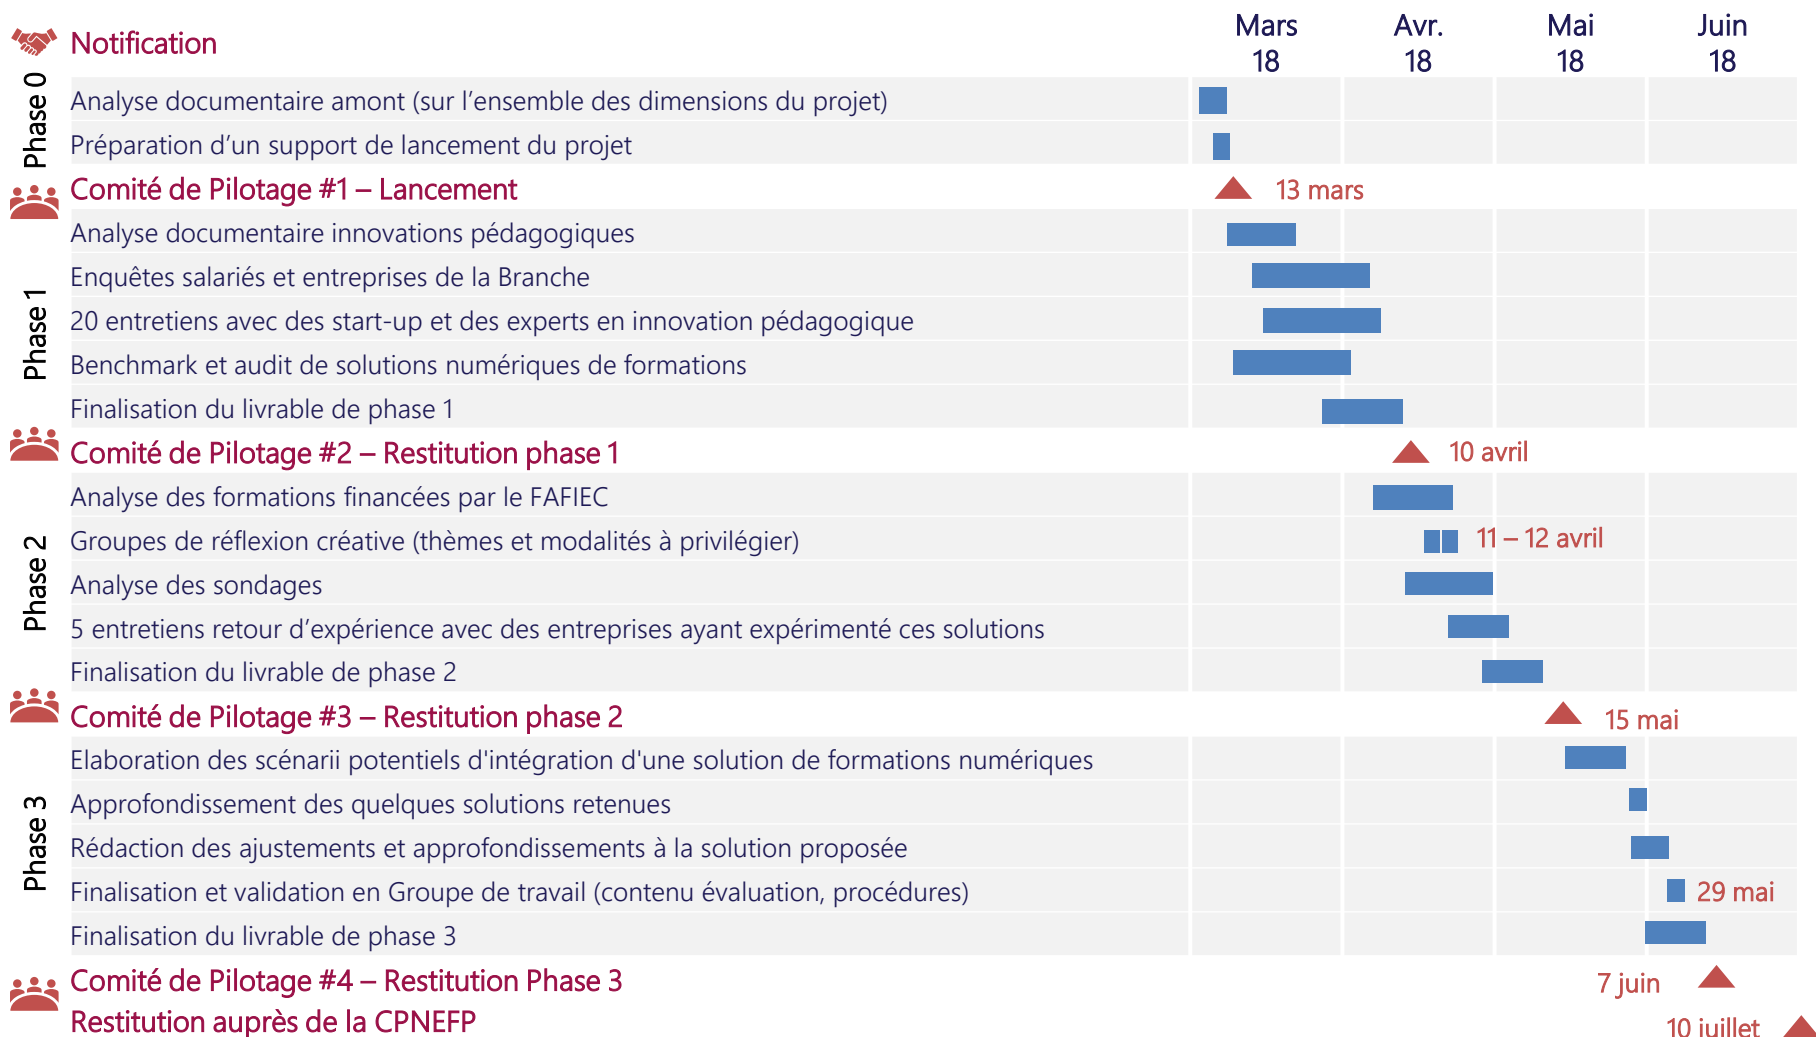 Notification
Mars 18
Avr. 18
Mai 18
Juin 18
Phase 0
Analyse documentaire amont (sur l’ensemble des dimensions du projet)
Préparation d’un support de lancement du projet
Comité de Pilotage #1 – Lancement
13 mars
Phase 1
Analyse documentaire innovations pédagogiques
Enquêtes salariés et entreprises de la Branche
20 entretiens avec des start-up et des experts en innovation pédagogique
Benchmark et audit de solutions numériques de formations
Finalisation du livrable de phase 1
Comité de Pilotage #2 – Restitution phase 1
10 avril
Phase 2
Analyse des formations financées par le FAFIEC
Groupes de réflexion créative (thèmes et modalités à privilégier)
11 – 12 avril
Analyse des sondages
5 entretiens retour d’expérience avec des entreprises ayant expérimenté ces solutions
Finalisation du livrable de phase 2
Comité de Pilotage #3 – Restitution phase 2
15 mai
Phase 3
Elaboration des scénarii potentiels d'intégration d'une solution de formations numériques
Approfondissement des quelques solutions retenues
Rédaction des ajustements et approfondissements à la solution proposée
Finalisation et validation en Groupe de travail (contenu évaluation, procédures)
29 mai
Finalisation du livrable de phase 3
Comité de Pilotage #4 – Restitution Phase 3
7 juin
Restitution auprès de la CPNEFP
10 juillet